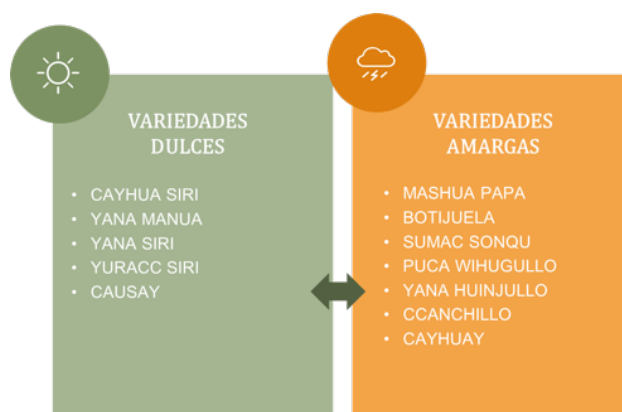 VARIEDADES
DULCES
• CAYHUA SIRI
• YANA MANUA
• YANA SIRI
• YURACC SIRI
• CAUSAY
VARIEDADES
AMARGAS
• MASHUA PAPA
• BOTIJUELA
• SUMAC SONQU
• PUCA WIHUGULLO
• YANA HUINJULLO
• CCANCHILLO
• CAYHUAY